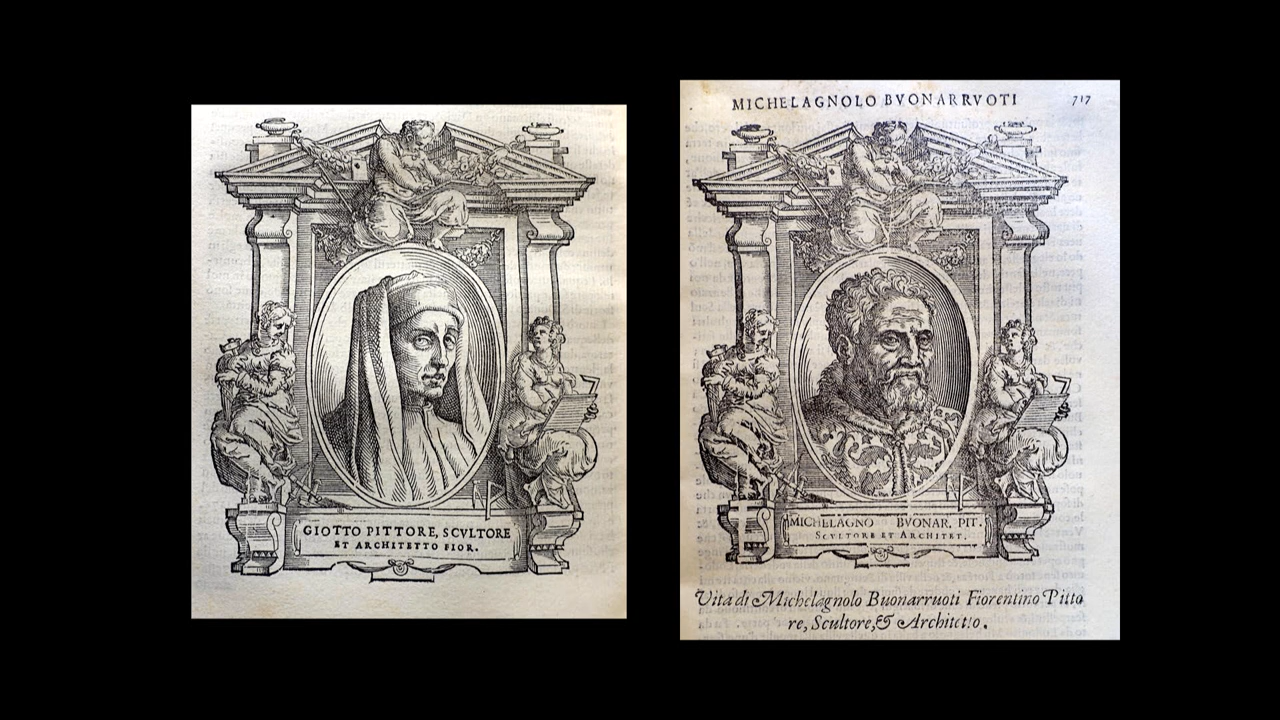 GIOTTO PITTORE, SCVLTORE
ET ARCHITETTO FIOR.
MICHELAGNOLO BVONARRVOTI 717
MICHELAGNO BVONAR, PIT.
SCVLTORE ET ARCHITET.
Vita di Michelagnolo Buonarruoti Fiorentino Pitto
re, Scultore, & Architetto.